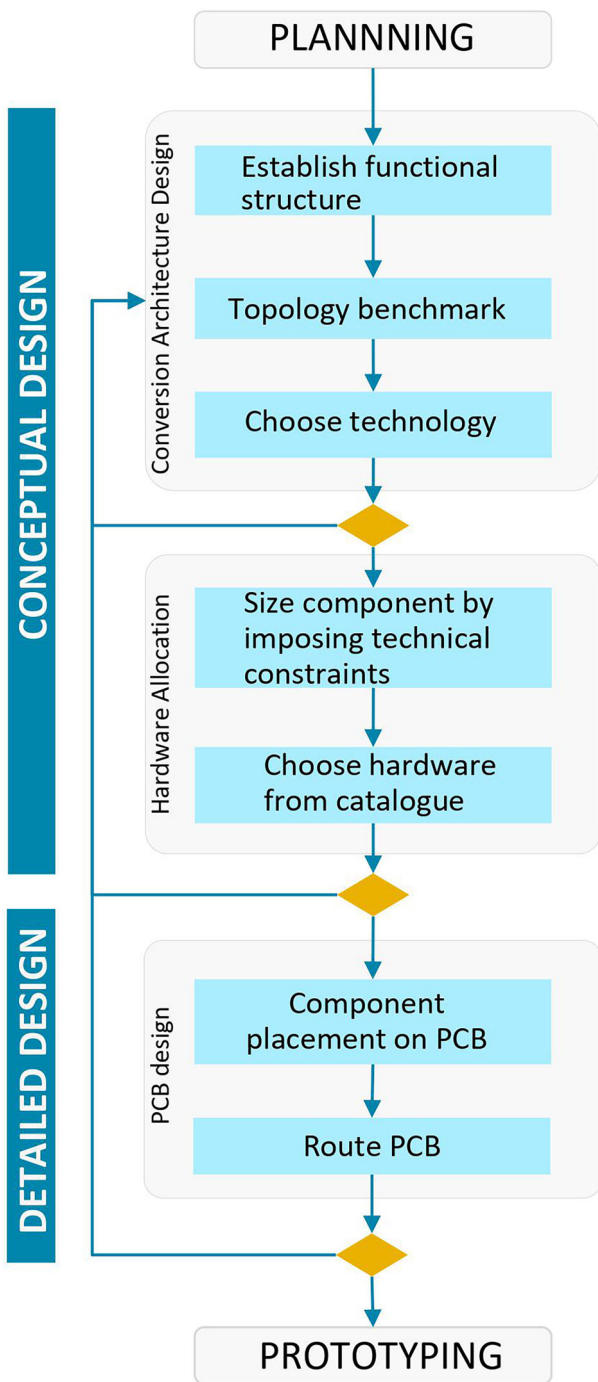 PLANNNING
CONCEPTUAL DESIGN
Conversion Architecture Design
Establish functional
structure
Topology benchmark
Choose technology
Hardware Allocation
Size component by
imposing technical
constraints
Choose hardware
from catalogue
DETAILED DESIGN
PCB design
Component
placement on PCB
Route PCB
PROTOTYPING